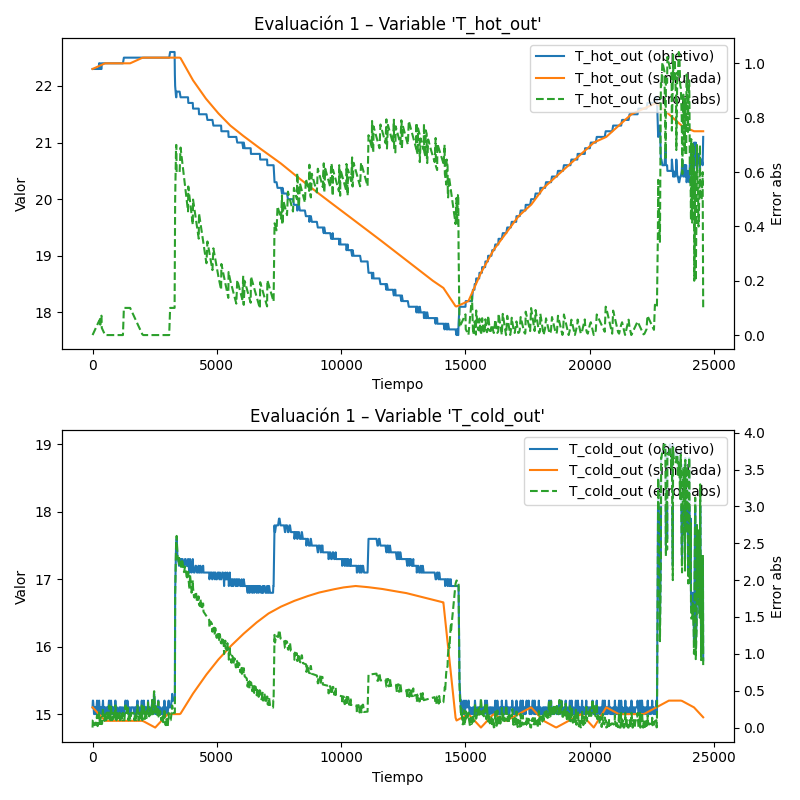 Evaluación 1 – Variable 'T_hot_out'
T_hot_out (objetivo)
T_hot_out (simulada)
T_hot_out (error abs)
Valor
Error abs
22
21
20
19
18
1.0
0.8
0.6
0.4
0.2
0.0
0 5000 10000 15000 20000 25000
Tiempo
Evaluación 1 – Variable 'T_cold_out'
T_cold_out (objetivo)
T_cold_out (simulada)
T_cold_out (error abs)
Valor
Error abs
19
18
17
16
15
4.0
3.5
3.0
2.5
2.0
1.5
1.0
0.5
0.0
0 5000 10000 15000 20000 25000
Tiempo